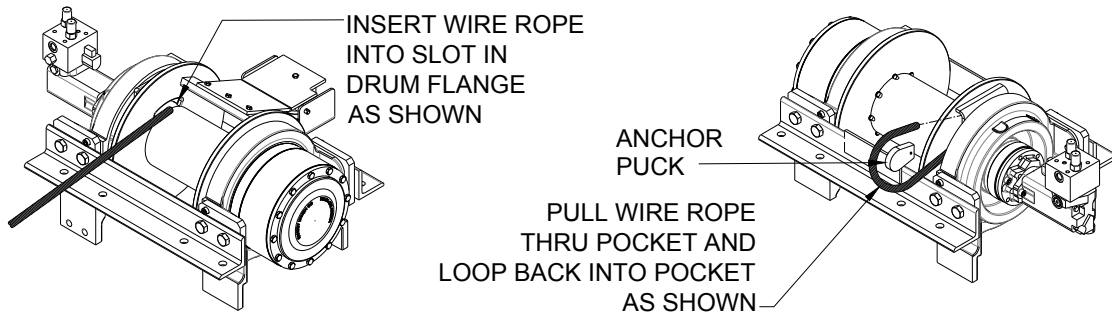 INSERT WIRE ROPE
INTO SLOT IN
DRUM FLANGE
AS SHOWN
ANCHOR
PUCK
PULL WIRE ROPE
THRU POCKET AND
LOOP BACK INTO POCKET
AS SHOWN